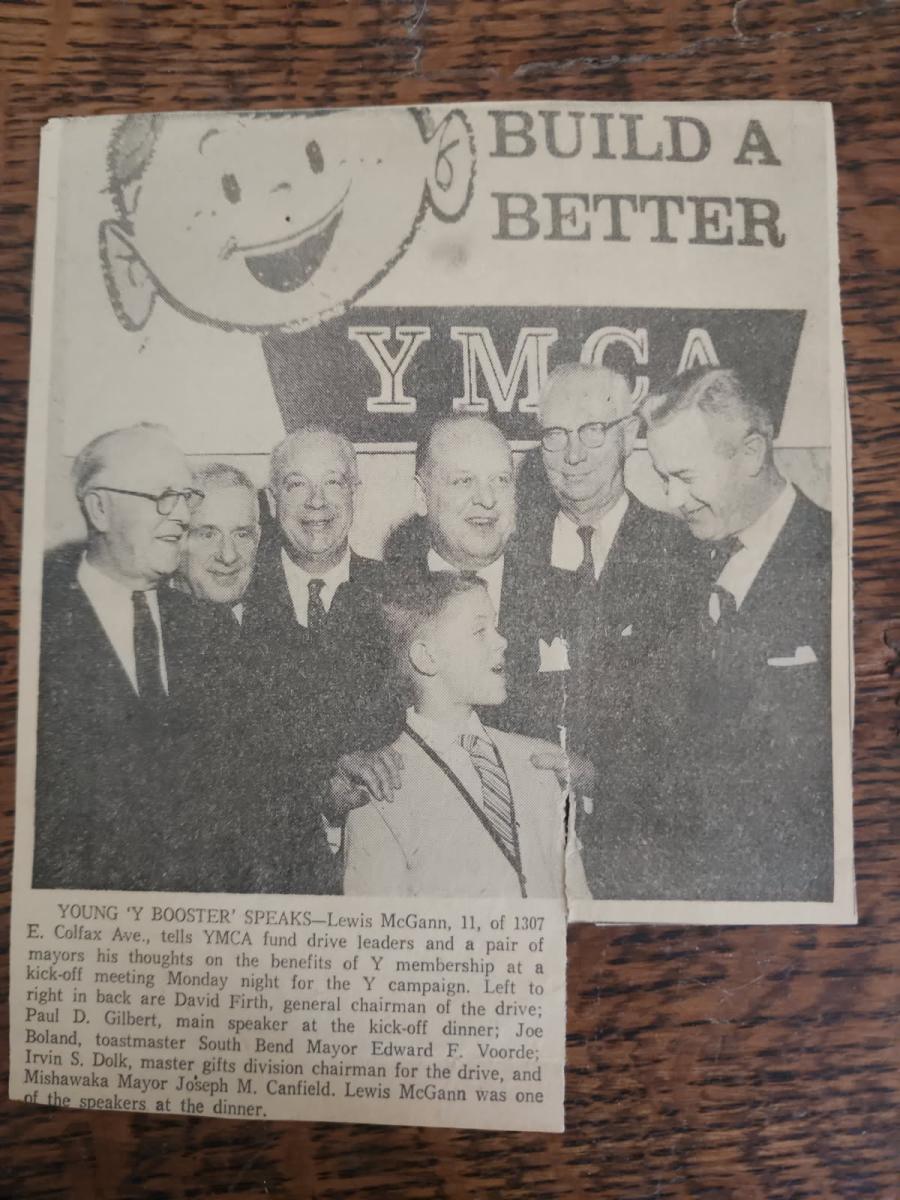 BUILD A
BETTER
YMCA
YOUNG 'Y BOOSTER' SPEAKS—Lewis McGann, 11, of 1307
E. Colfax Ave., tells YMCA fund drive leaders and a pair of
mayors his thoughts on the benefits of Y membership at a
kick-off meeting Monday night for the Y campaign. Left to
right in back are David Firth, general chairman of the drive;
Paul D. Gilbert, main speaker at the kick-off dinner; Joe
Boland, toastmaster South Bend Mayor Edward F. Voorde;
Irvin S. Dolk, master gifts division chairman for the drive, and
Mishawaka Mayor Joseph M. Canfield. Lewis McGann was one
of the speakers at the dinner.